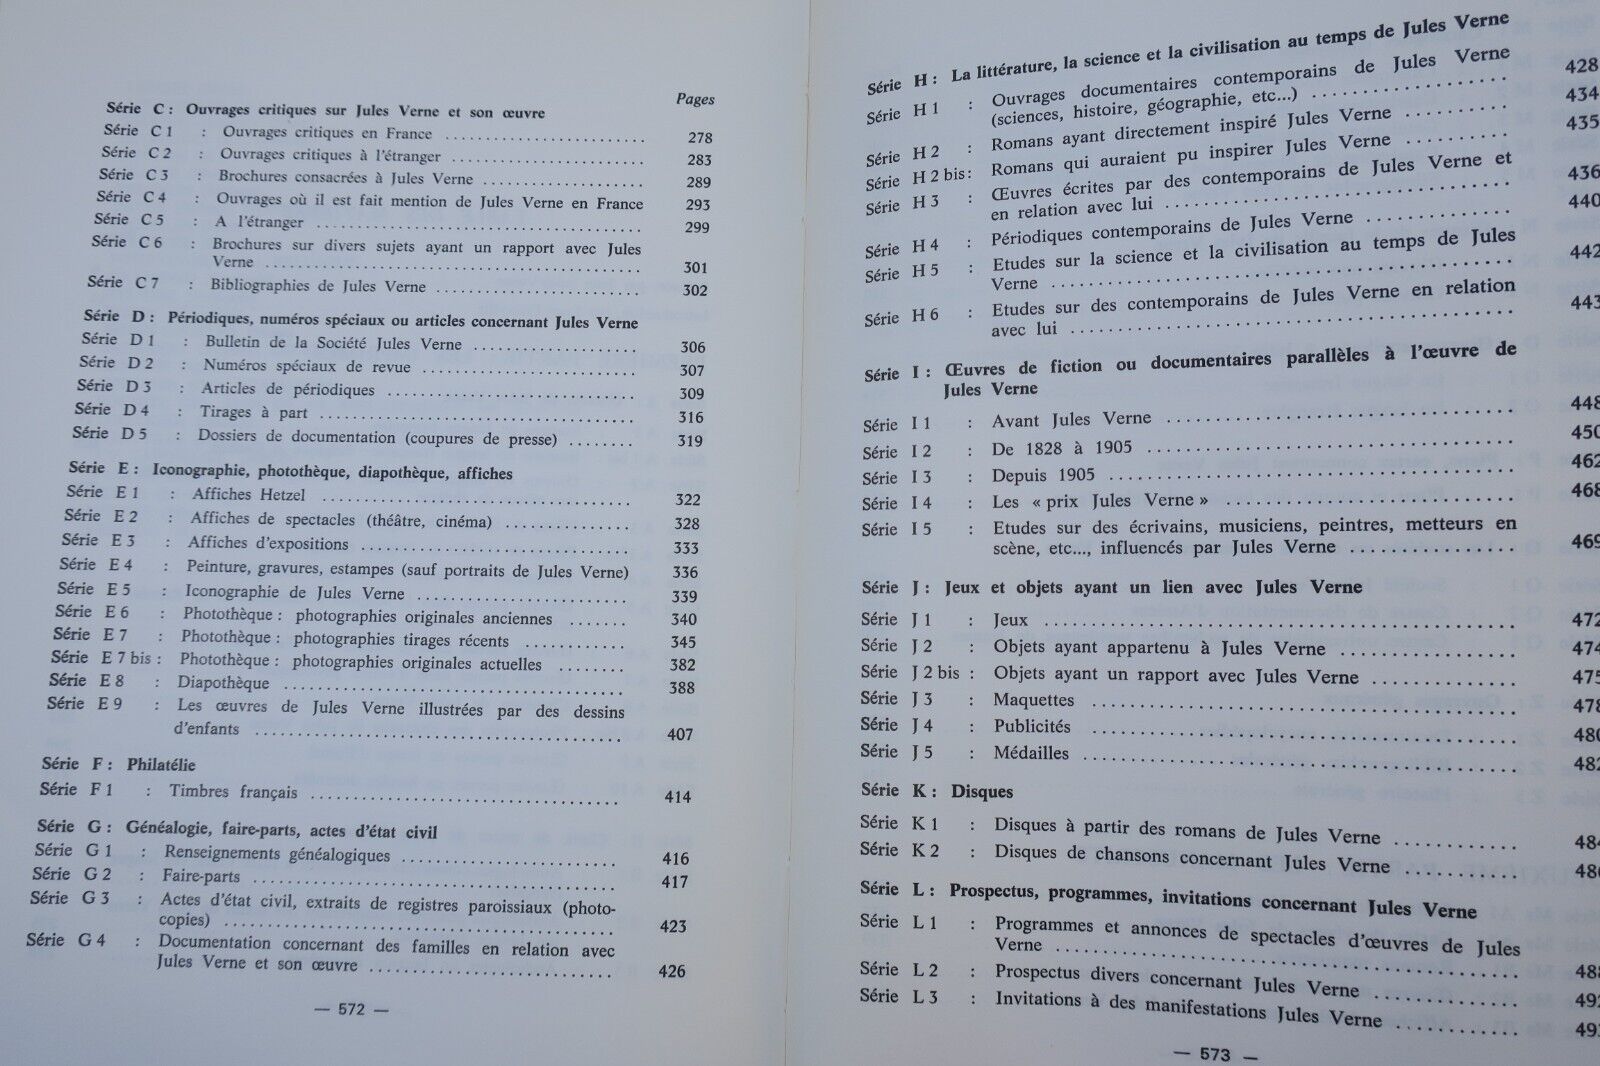 Pages
Série C : Ouvrages critiques sur Jules Verne et son œuvre
Série C 1 : Ouvrages critiques en France ........................ 278
Série C 2 : Ouvrages critiques à l'étranger ........................ 283
Série C 3 : Brochures consacrées à Jules Verne .................... 289
Série C 4 : Ouvrages où il est fait mention de Jules Verne en France 293
Série C 5 : A l'étranger ........................................ 299
Série C 6 : Brochures sur divers sujets ayant un rapport avec Jules
Verne ............................................. 301
Série C 7 : Bibliographies de Jules Verne ......................... 302
Série D : Périodiques, numéros spéciaux ou articles concernant Jules Verne
Série D 1 : Bulletin de la Société Jules Verne .................... 306
Série D 2 : Numéros spéciaux de revue ........................ 307
Série D 3 : Articles de périodiques .............................. 309
Série D 4 : Tirages à part ...................................... 316
Série D 5 : Dossiers de documentation (coupures de presse) ........ 319
Série E : Iconographie, photothèque, diapothèque, affiches
Série E 1 : Affiches Hetzel ..................................... 322
Série E 2 : Affiches de spectacles (théâtre, cinéma) ............... 328
Série E 3 : Affiches d'expositions ................................ 333
Série E 4 : Peinture, gravures, estampes (sauf portraits de Jules Verne) 336
Série E 5 : Iconographie de Jules Verne ......................... 339
Série E 6 : Photothèque : photographies originales anciennes ....... 340
Série E 7 : Photothèque : photographies tirages récents ............. 345
Série E 7 bis : Photothèque : photographies originales actuelles ........ 382
Série E 8 : Diapothèque ........................................ 388
Série E 9 : Les œuvres de Jules Verne illustrées par des dessins
d'enfants ............................................ 407
Série F : Philatélie
Série F 1 : Timbres français ..................................... 414
Série G : Généalogie, faire-parts, actes d'état civil
Série G 1 : Renseignements généalogiques ......................... 416
Série G 2 : Faire-parts ........................................... 417
Série G 3 : Actes d'état civil, extraits de registres paroissiaux (photo-
copies) .............................................. 423
Série G 4 : Documentation concernant des familles en relation avec
Jules Verne et son œuvre ............................. 426
— 572 —
Série H : La littérature, la science et la civilisation au temps de Jules Verne
Série H 1 : Ouvrages documentaires contemporains de Jules Verne
(sciences, histoire, géographie, etc...) .................... 428
Série H 2 : Romans ayant directement inspiré Jules Verne ............ 434
Série H 2 bis : Romans qui auraient pu inspirer Jules Verne ............ 435
Série H 3 : Œuvres écrites par des contemporains de Jules Verne et
en relation avec lui ...................................... 436
Série H 4 : Périodiques contemporains de Jules Verne ................ 440
Série H 5 : Etudes sur la science et la civilisation au temps de Jules
Verne ................................................ 442
Série H 6 : Etudes sur des contemporains de Jules Verne en relation
avec lui .............................................. 443
Série I : Œuvres de fiction ou documentaires parallèles à l'œuvre de
Jules Verne
Série I 1 : Avant Jules Verne ..................................... 448
Série I 2 : De 1828 à 1905 ....................................... 450
Série I 3 : Depuis 1905 .......................................... 462
Série I 4 : Les « prix Jules Verne » ................................ 468
Série I 5 : Etudes sur des écrivains, musiciens, peintres, metteurs en
scène, etc..., influencés par Jules Verne ................ 469
Série J : Jeux et objets ayant un lien avec Jules Verne
Série J 1 : Jeux .................................................. 472
Série J 2 : Objets ayant appartenu à Jules Verne .................. 474
Série J 2 bis : Objets ayant un rapport avec Jules Verne ............... 475
Série J 3 : Maquettes ............................................ 478
Série J 4 : Publicités ............................................ 480
Série J 5 : Médailles ............................................ 482
Série K : Disques
Série K 1 : Disques à partir des romans de Jules Verne ............ 484
Série K 2 : Disques de chansons concernant Jules Verne ............ 486
Série L : Prospectus, programmes, invitations concernant Jules Verne
Série L 1 : Programmes et annonces de spectacles d'œuvres de Jules
Verne ................................................ 488
Série L 2 : Prospectus divers concernant Jules Verne ................ 492
Série L 3 : Invitations à des manifestations Jules Verne ............
— 573 —